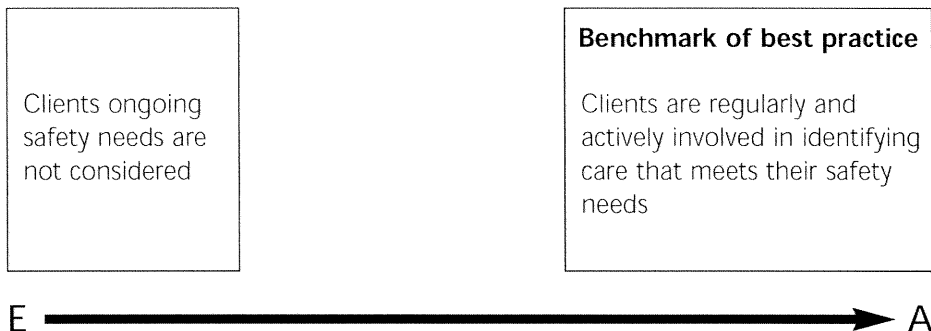 Clients ongoing
safety needs are
not considered
Benchmark of best practice
Clients are regularly and
actively involved in identifying
care that meets their safety
needs
E
A